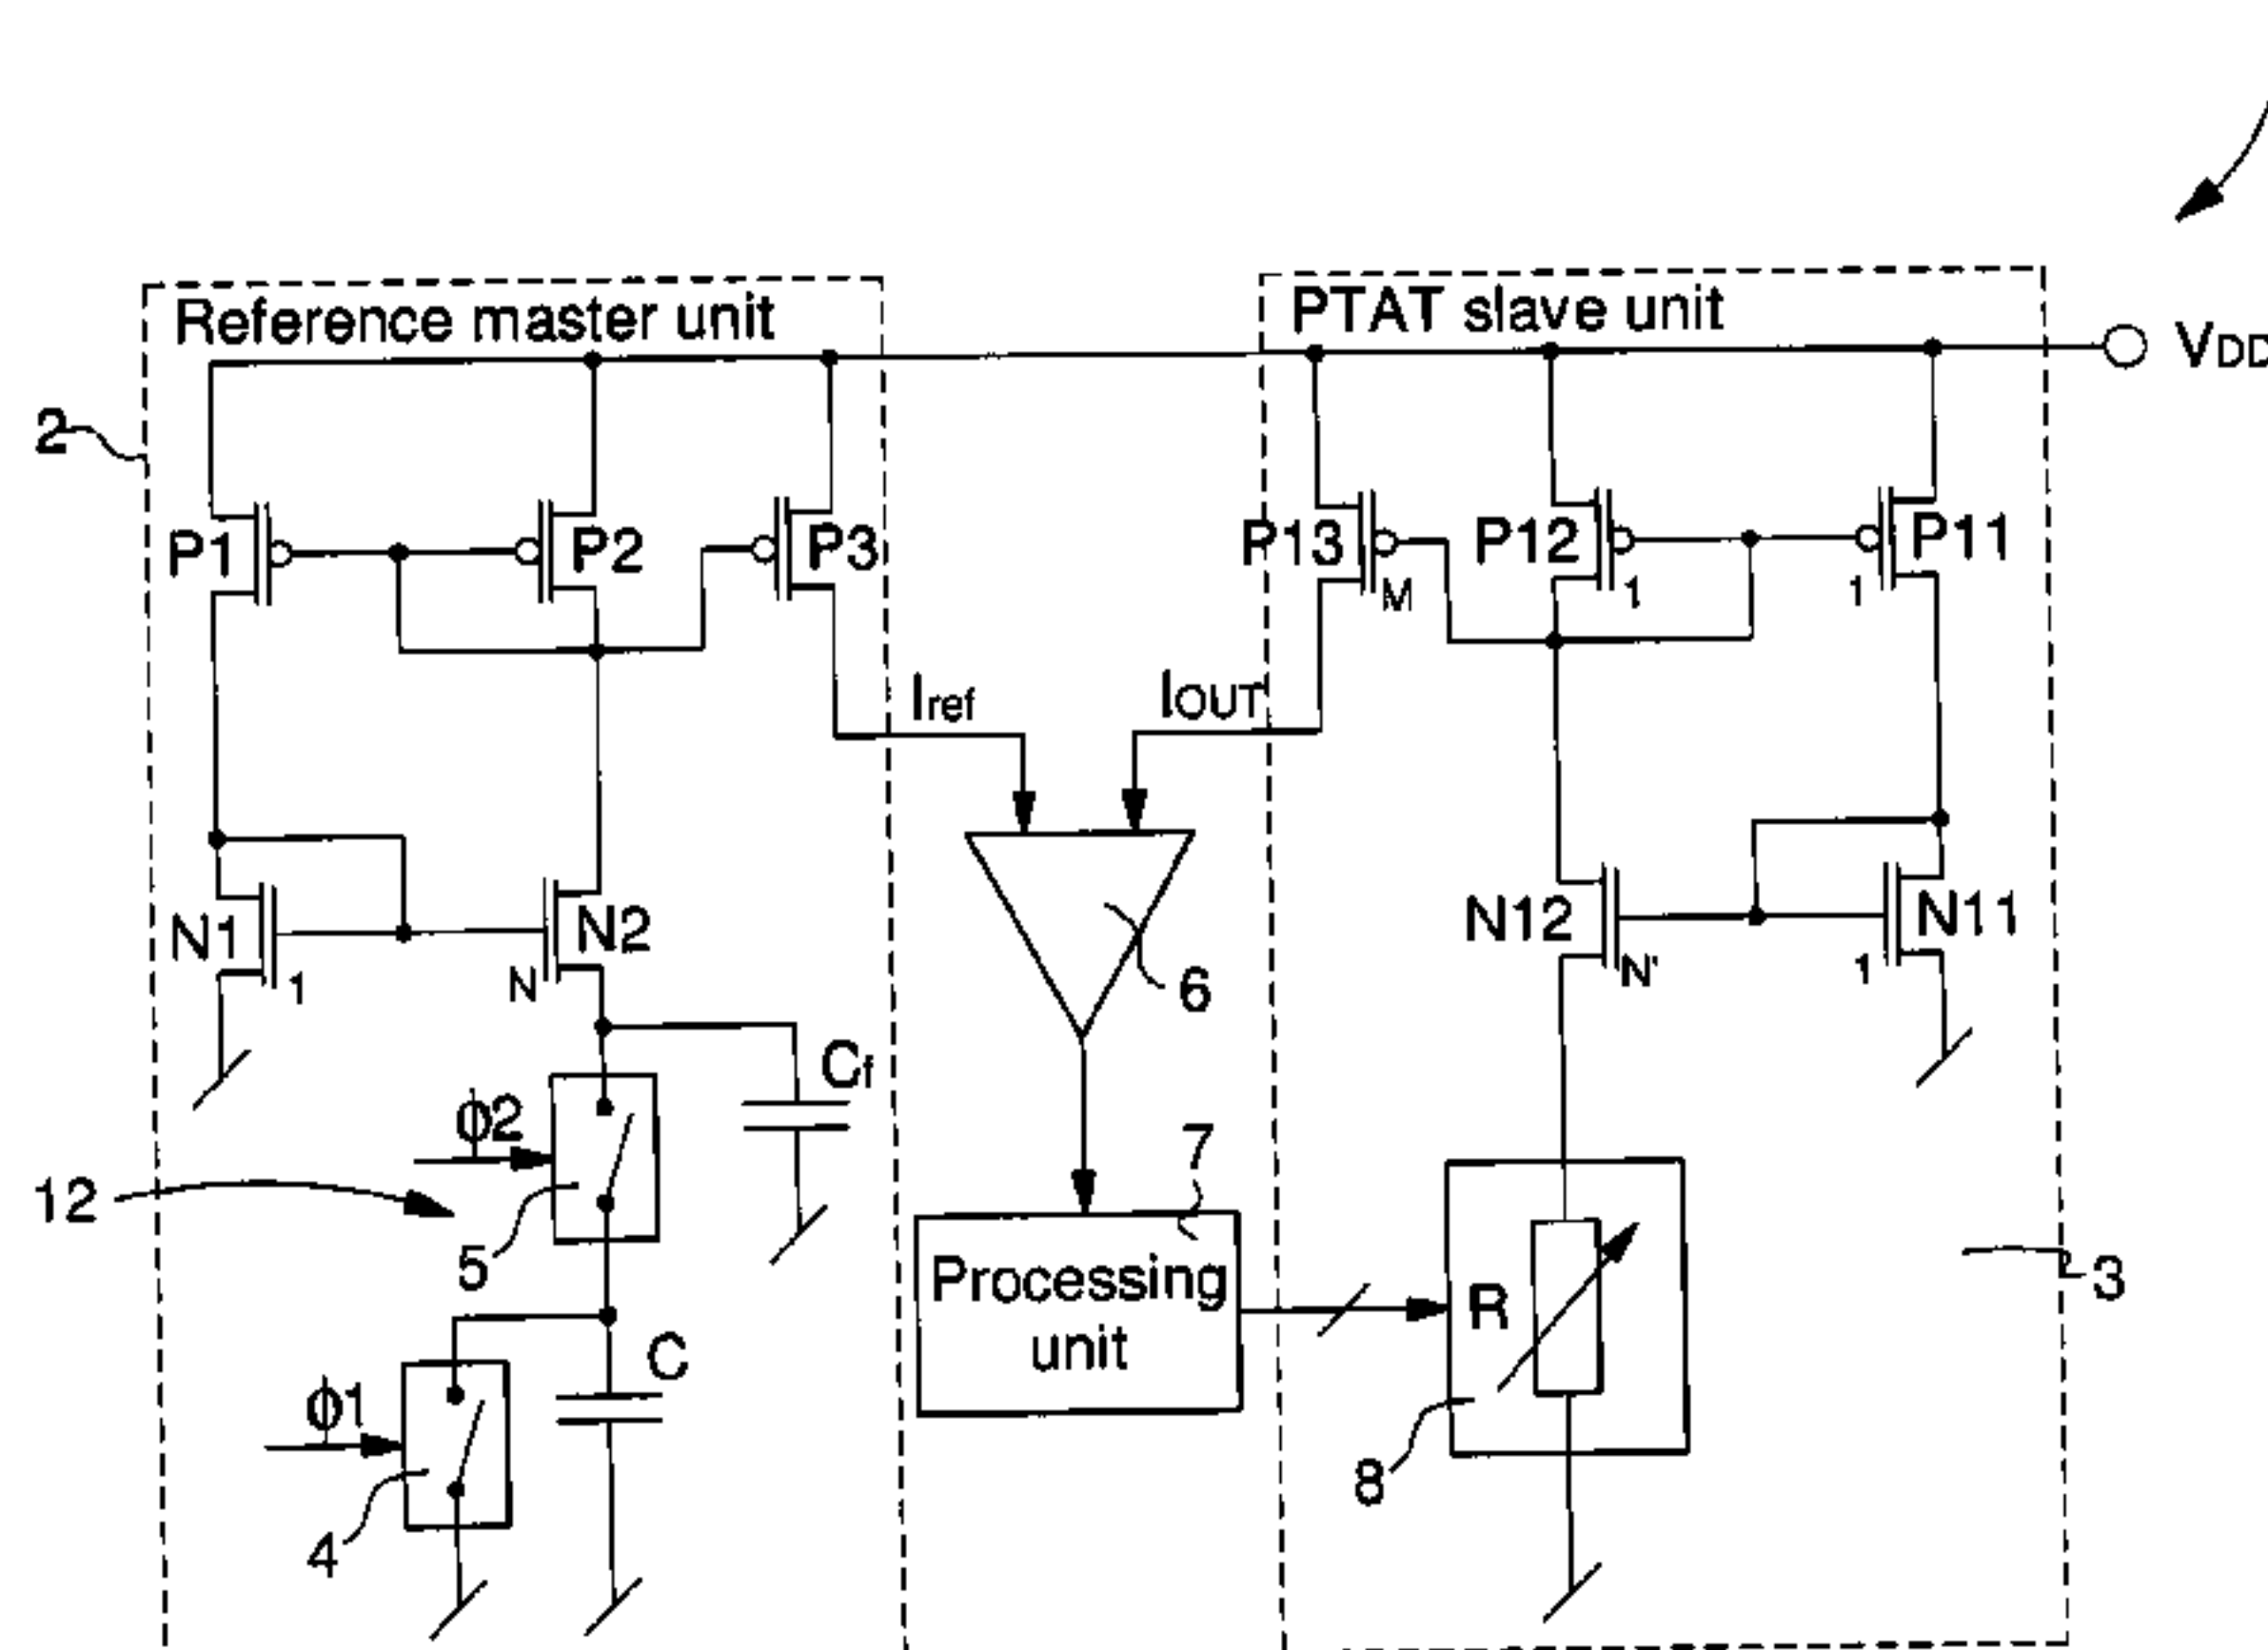 Reference master unit
PTAT slave unit
VDD
2
P1
P2
P3
P13
M
P12
1
1
P11
Iref
IOUT
N1
1
N
N2
6
N12
N'
1
N11
Cf
ϕ2
12
5
7
Processing
unit
R
3
C
ϕ1
4
8